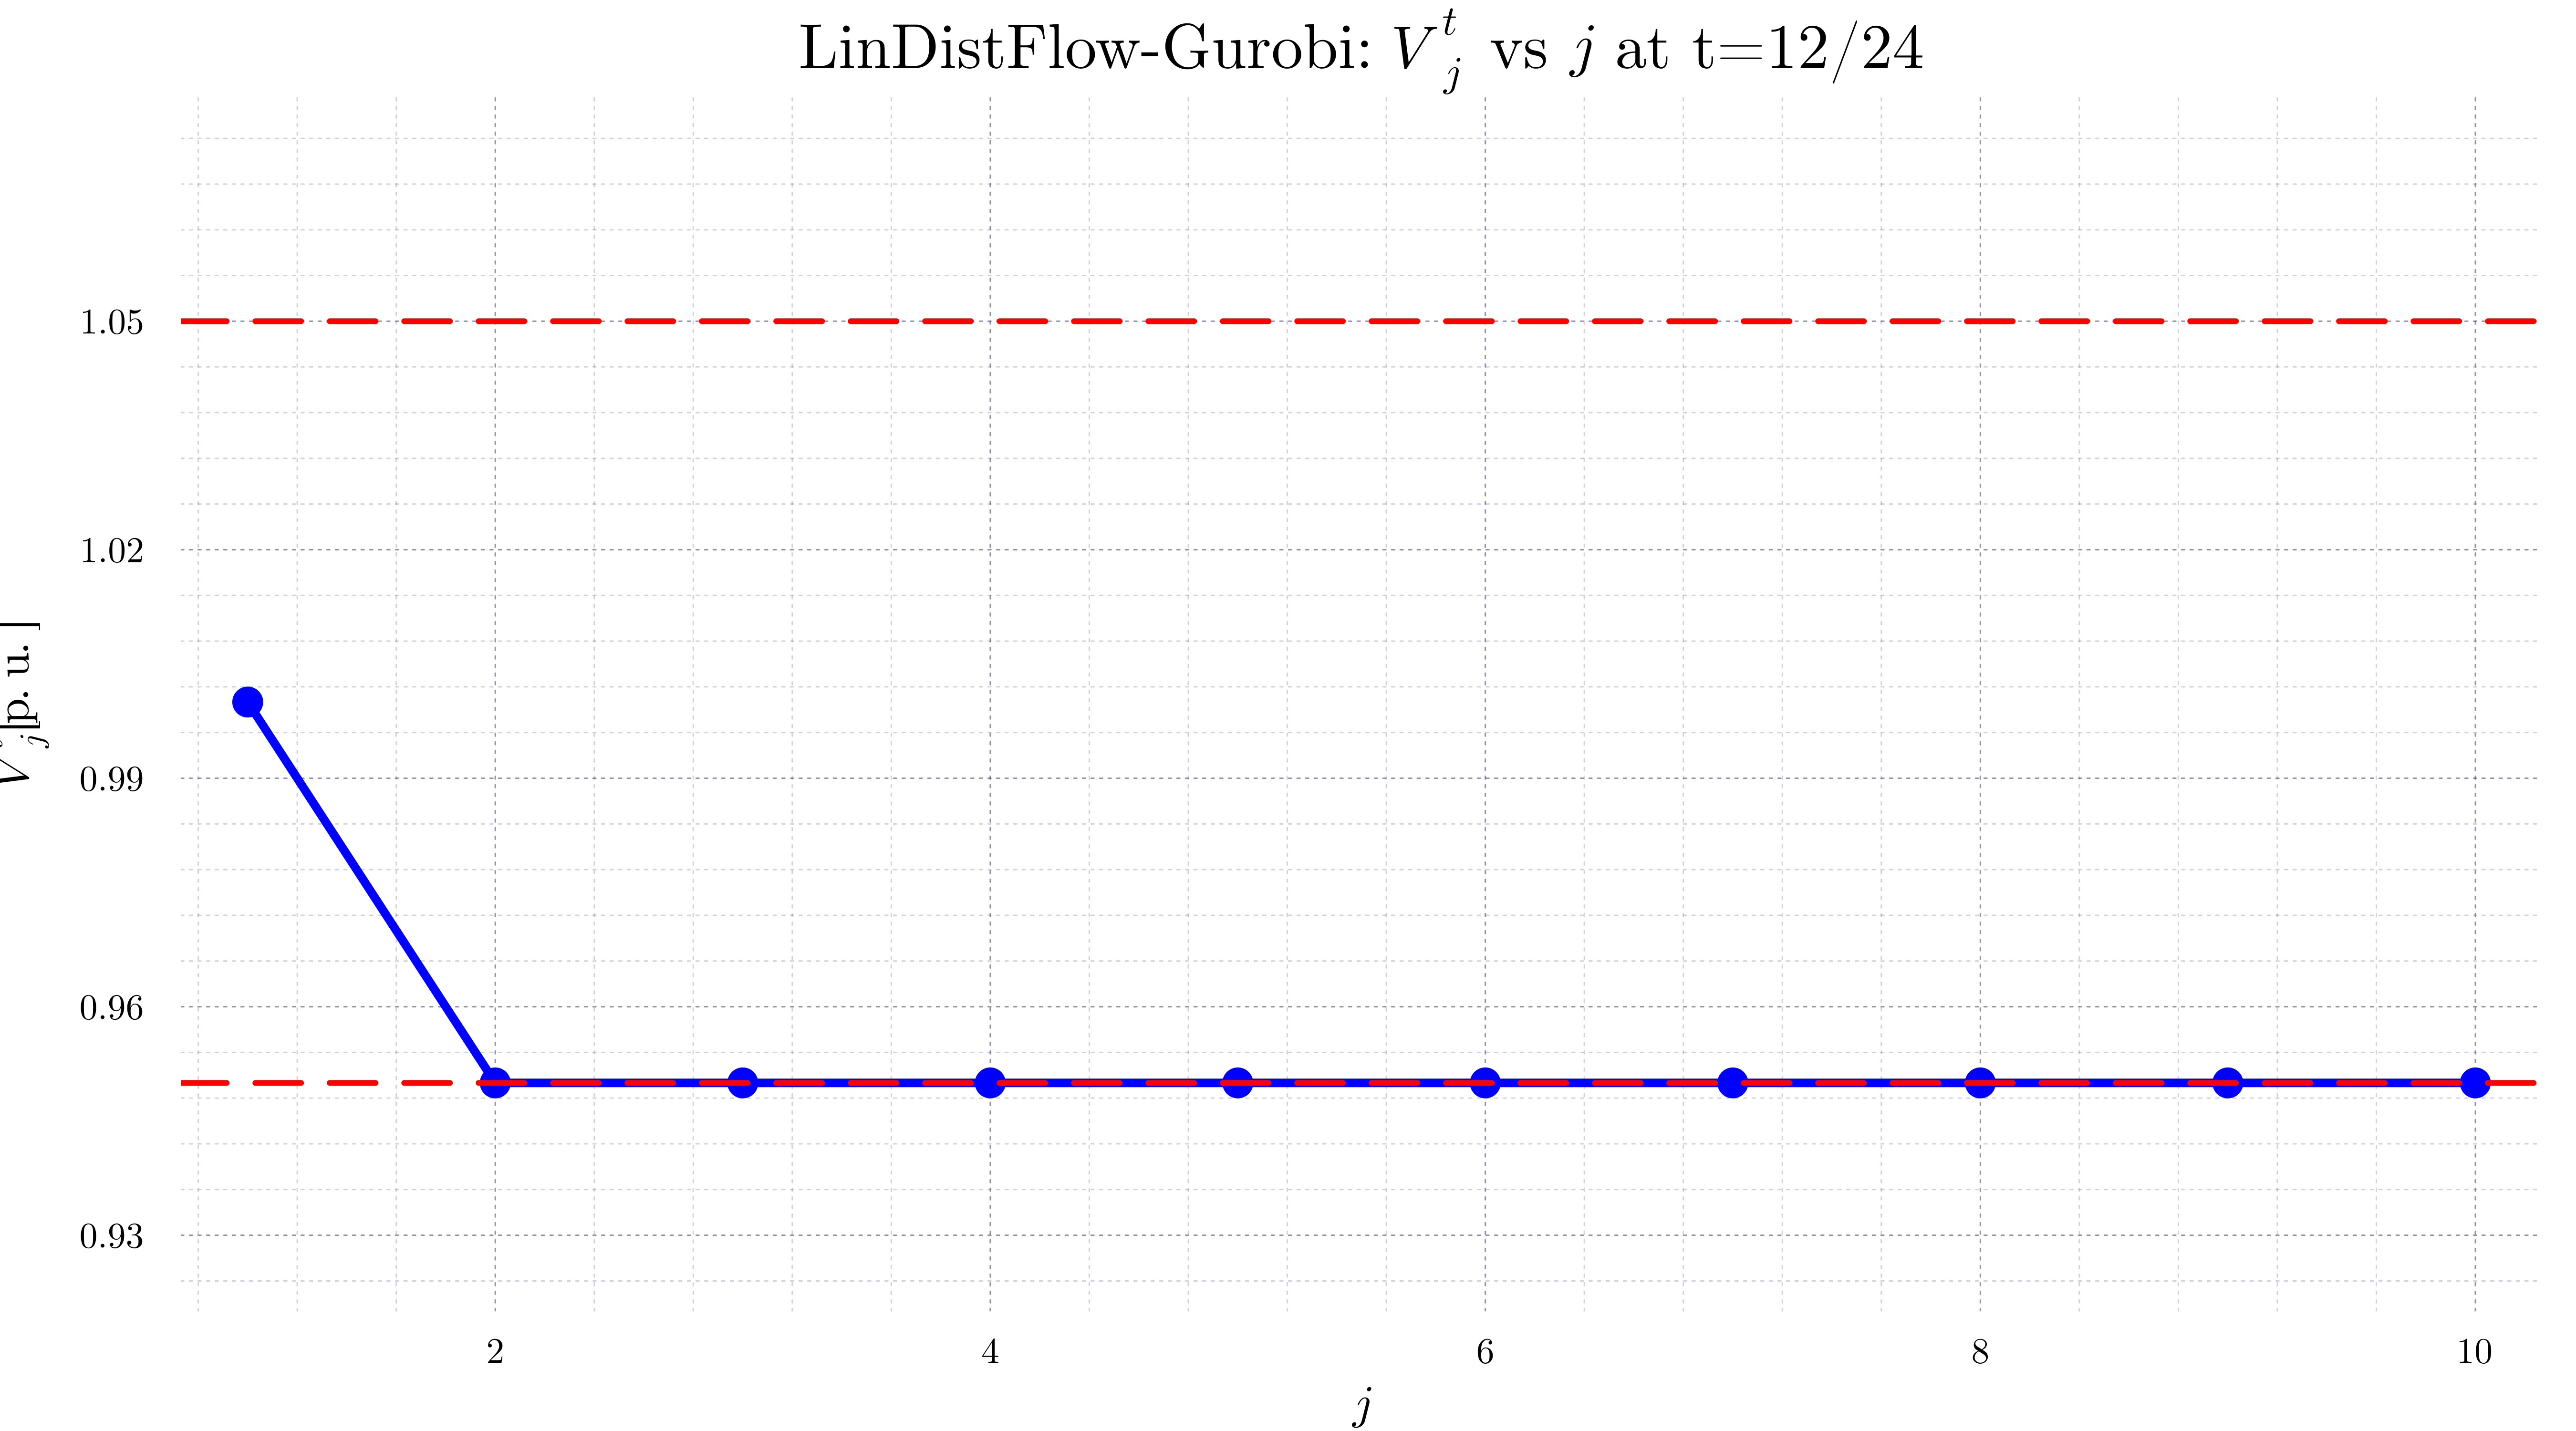 LinDistFlow-Gurobi: $V_j^t$ vs $j$ at t=12/24
1.05
1.02
0.99
0.96
0.93
$V_j$[p. u. ]
2 4 6 8 10
$j$